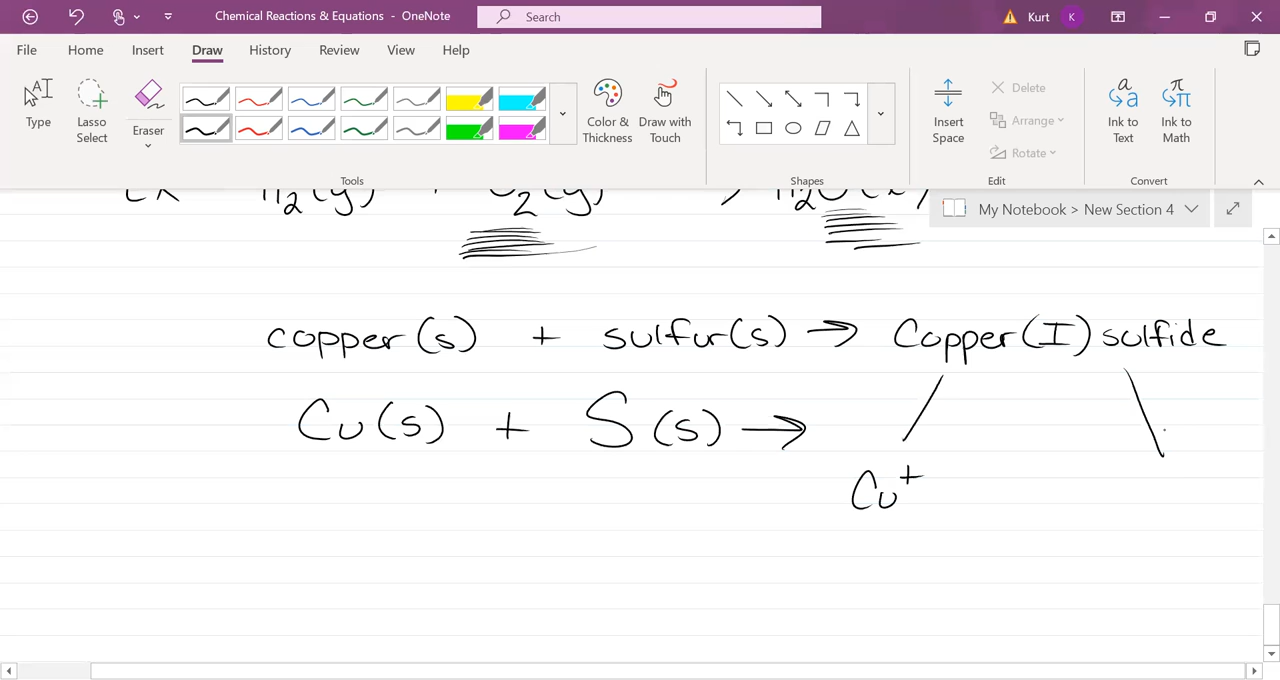 Chemical Reactions & Equations - OneNote
Search
Kurt K
File Home Insert Draw History Review View Help
Type
Lasso Select
Eraser
Color & Thickness
Draw with Touch
Insert Space
Delete
Arrange
Rotate
Ink to Text
Ink to Math
Tools Shapes Edit Convert
My Notebook > New Section 4
copper (s) + sulfur(s) → Copper(I) sulfide
Cu(s) + S(s) →
Cu⁺